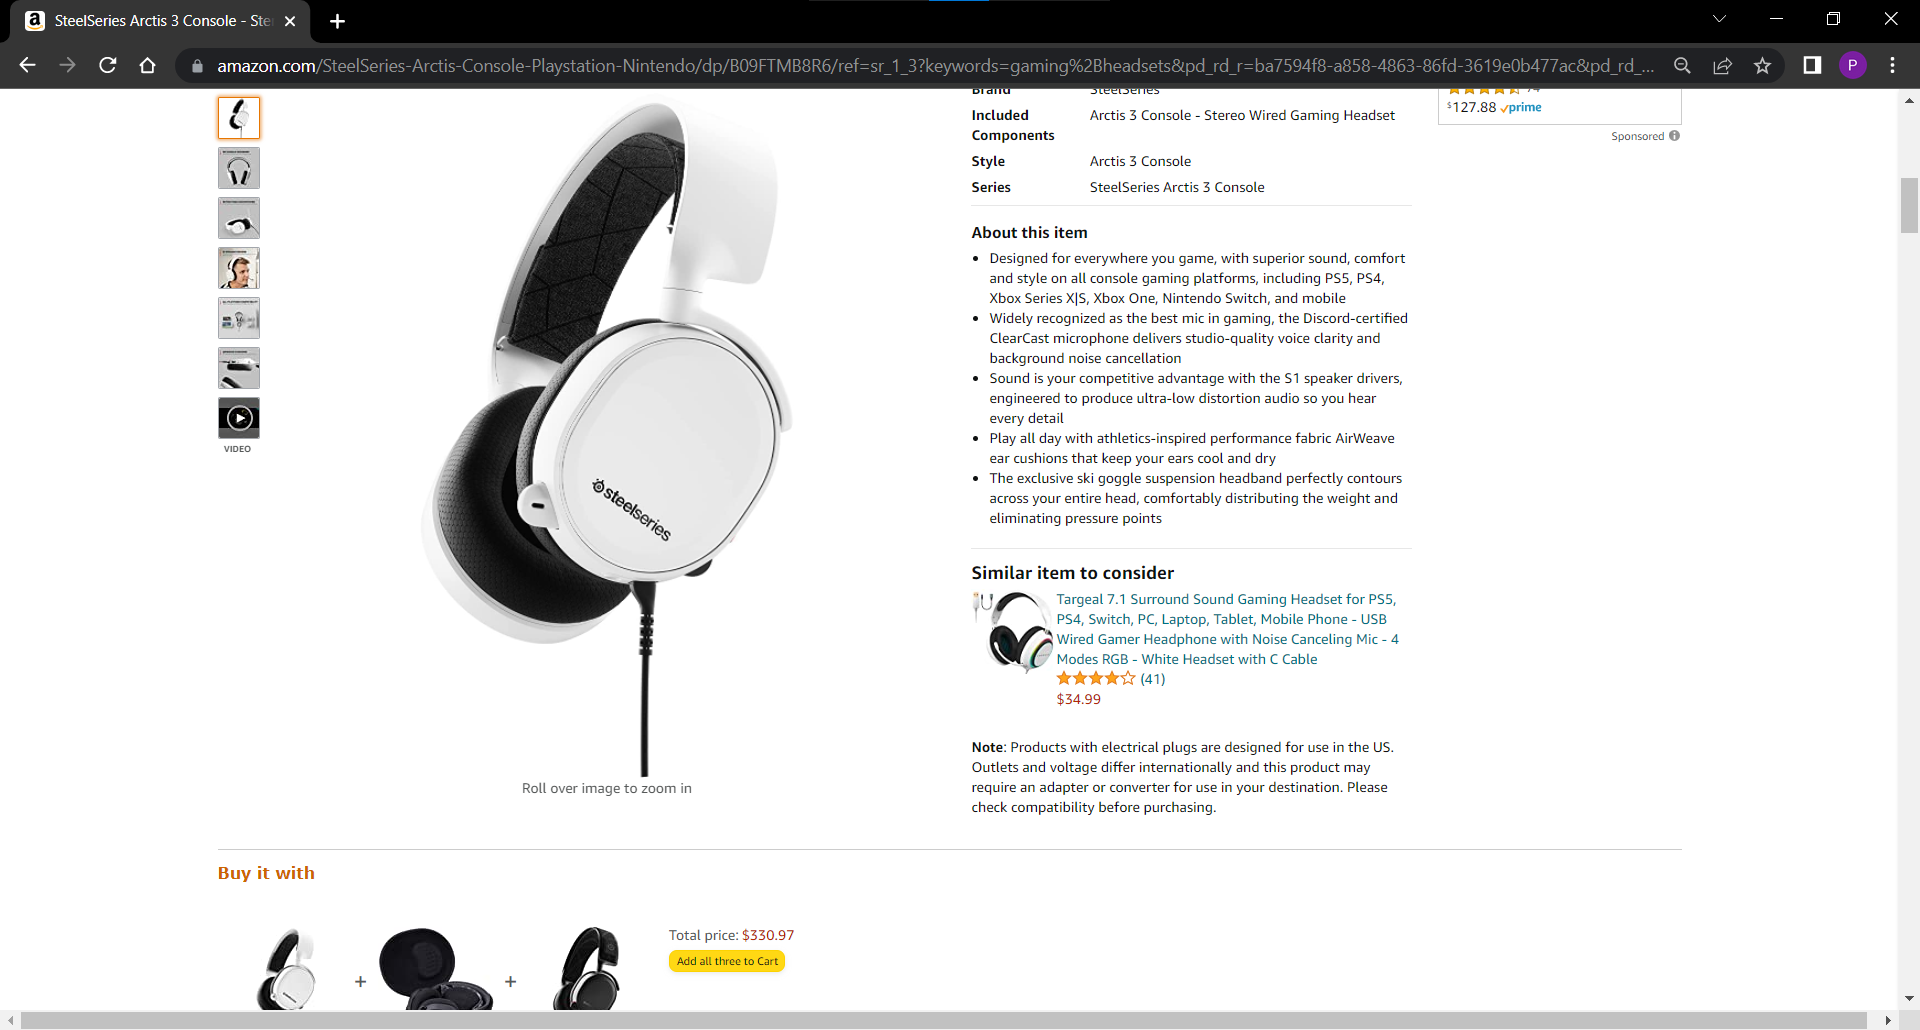 SteelSeries Arctis 3 Console - Ste
amazon.com/SteelSeries-Arctis-Console-Playstation-Nintendo/dp/B09FTMB8R6/ref=sr_1_3?keywords=gaming%2Bheadsets&pd_rd_r=ba7594f8-a858-4863-86fd-3619e0b477ac&pd_rd_...
P
VIDEO
steelseries
Roll over image to zoom in
Brand SteelSeries
Included Components Arctis 3 Console - Stereo Wired Gaming Headset
Style Arctis 3 Console
Series SteelSeries Arctis 3 Console
About this item
• Designed for everywhere you game, with superior sound, comfort
and style on all console gaming platforms, including PS5, PS4,
Xbox Series X|S, Xbox One, Nintendo Switch, and mobile
• Widely recognized as the best mic in gaming, the Discord-certified
ClearCast microphone delivers studio-quality voice clarity and
background noise cancellation
• Sound is your competitive advantage with the S1 speaker drivers,
engineered to produce ultra-low distortion audio so you hear
every detail
• Play all day with athletics-inspired performance fabric AirWeave
ear cushions that keep your ears cool and dry
• The exclusive ski goggle suspension headband perfectly contours
across your entire head, comfortably distributing the weight and
eliminating pressure points
Similar item to consider
Targeal 7.1 Surround Sound Gaming Headset for PS5,
PS4, Switch, PC, Laptop, Tablet, Mobile Phone - USB
Wired Gamer Headphone with Noise Canceling Mic - 4
Modes RGB - White Headset with C Cable
(41)
$34.99
Note: Products with electrical plugs are designed for use in the US.
Outlets and voltage differ internationally and this product may
require an adapter or converter for use in your destination. Please
check compatibility before purchasing.
$127.88 prime
Sponsored
Buy it with
+ +
Total price: $330.97
Add all three to Cart